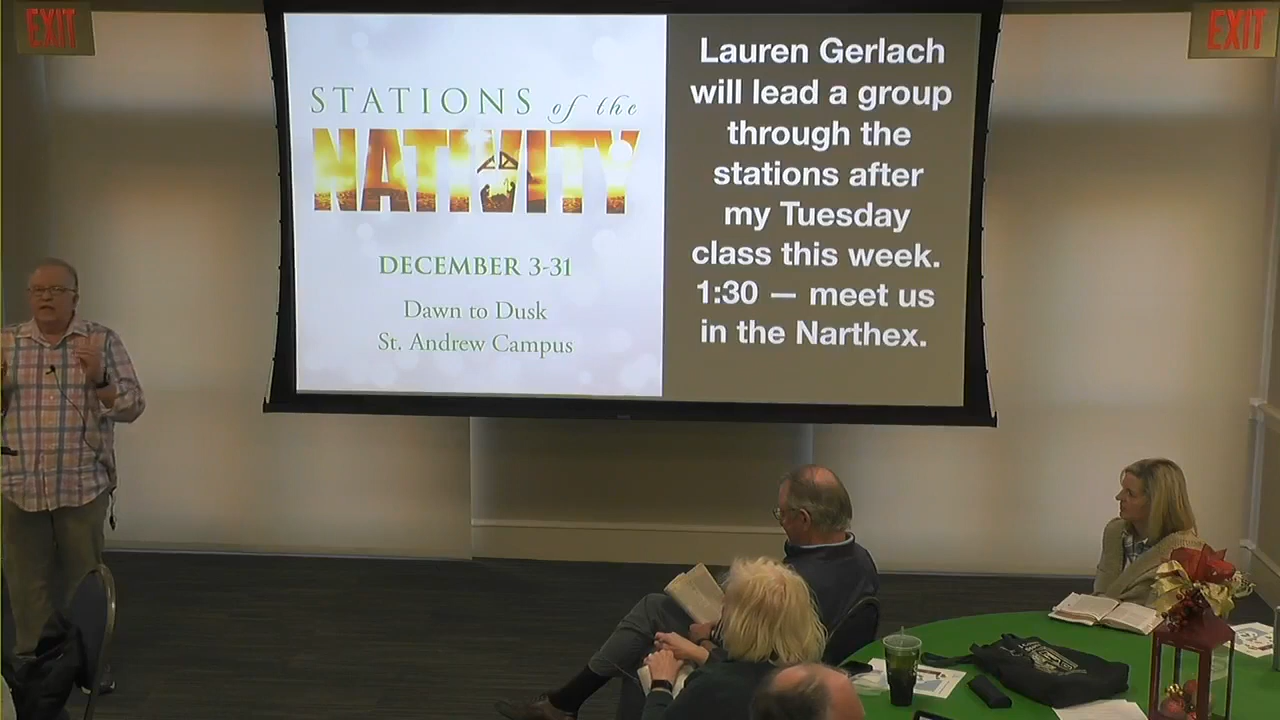 EXIT
EXIT
STATIONS of the
NATIVITY
DECEMBER 3-31
Dawn to Dusk
St. Andrew Campus
Lauren Gerlach
will lead a group
through the
stations after
my Tuesday
class this week.
1:30 — meet us
in the Narthex.